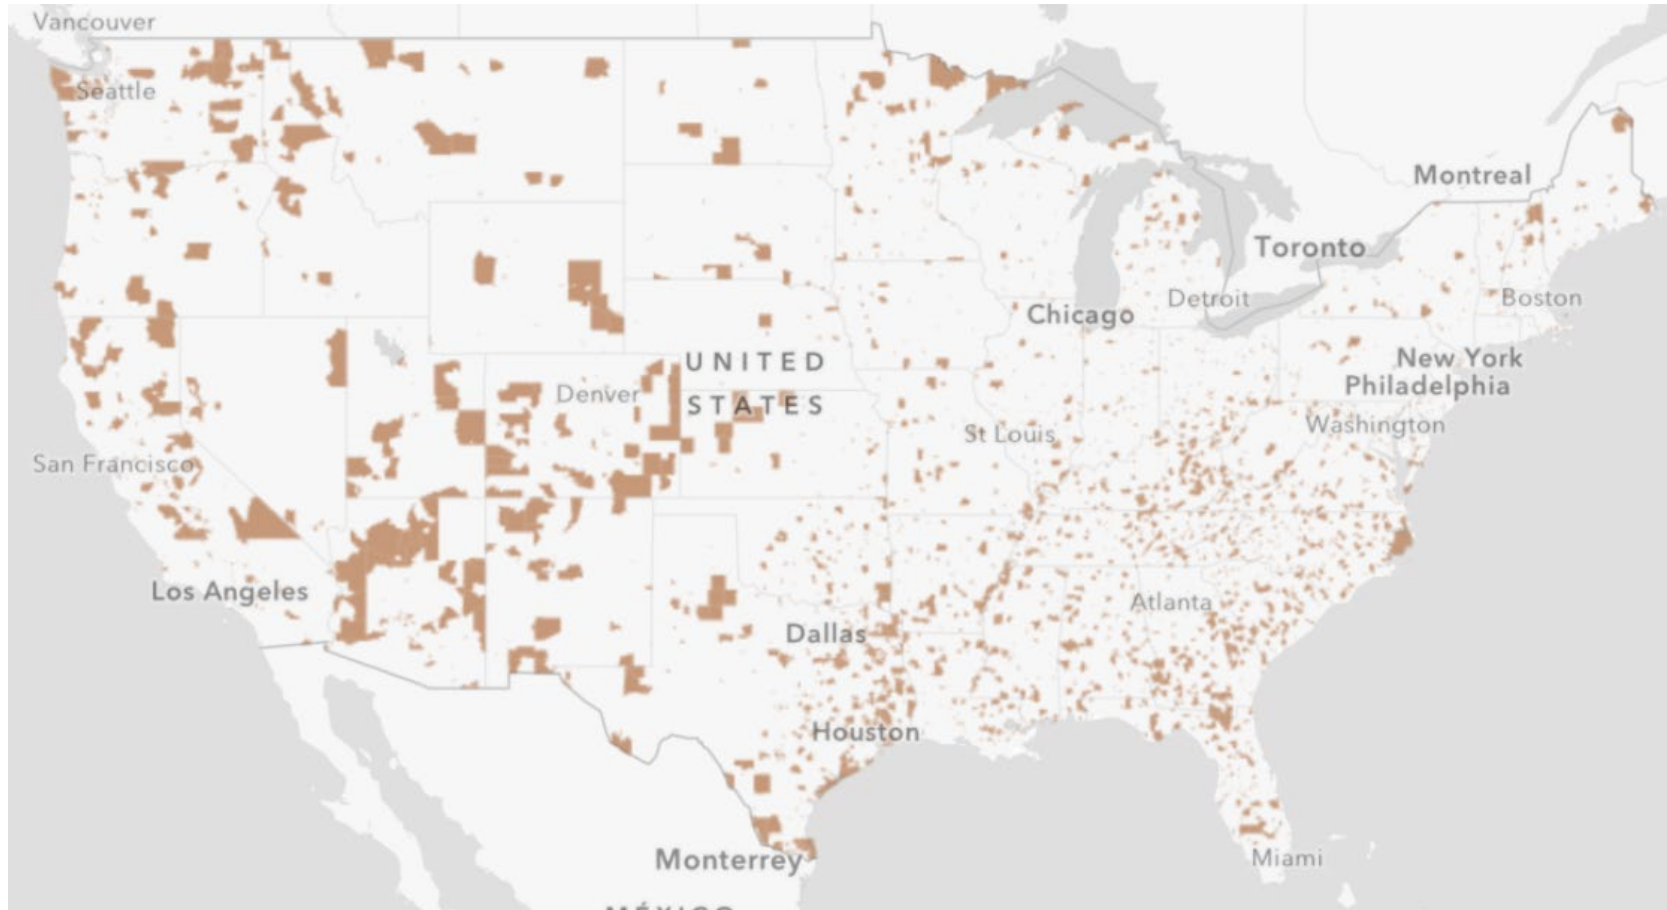 Vancouver
Seattle
Montreal
Toronto
Detroit
Boston
Chicago
UNITED
STATES
New York
Philadelphia
Denver
Washington
St Louis
San Francisco
Los Angeles
Atlanta
Dallas
Houston
Monterrey
Miami
MÉXICO